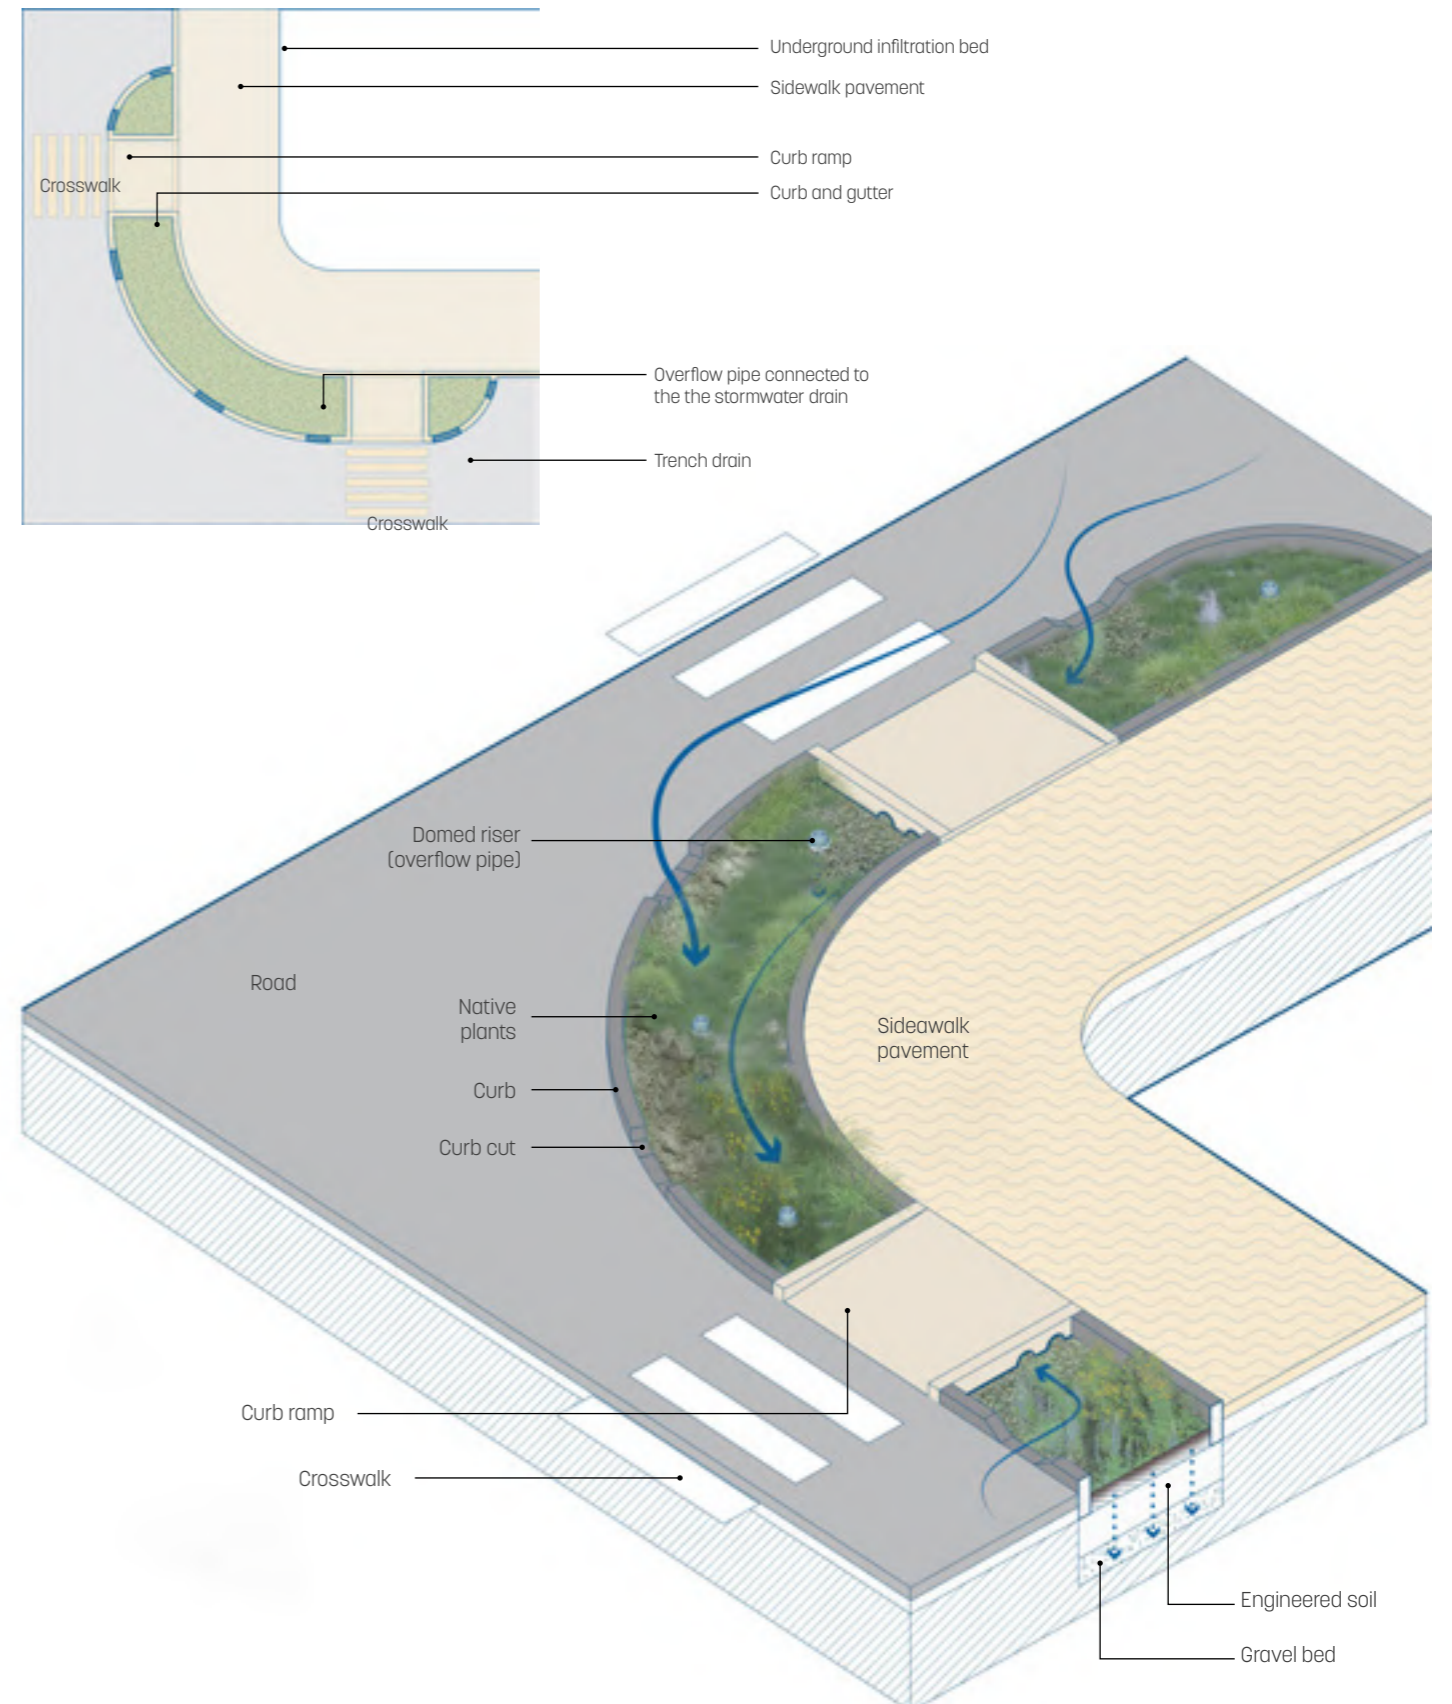 Underground infiltration bed
Sidewalk pavement
Curb ramp
Crosswalk
Curb and gutter
Overflow pipe connected to
the the stormwater drain
Trench drain
Crosswalk
Domed riser
(overflow pipe)
Road
Native
plants
Sideawalk
pavement
Curb
Curb cut
Curb ramp
Crosswalk
Engineered soil
Gravel bed